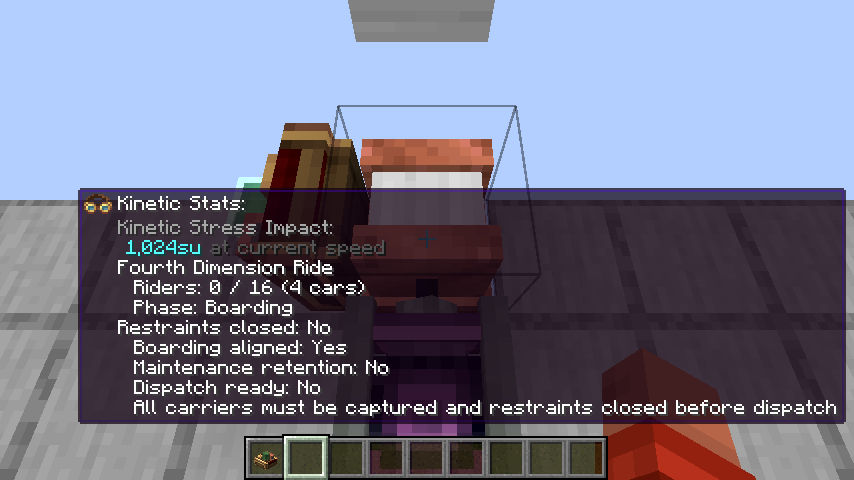 Kinetic Stats:
Kinetic Stress Impact:
1,024su at current speed
Fourth Dimension Ride
Riders: 0 / 16 (4 cars)
Phase: Boarding
Restraints closed: No
Boarding aligned: Yes
Maintenance retention: No
Dispatch ready: No
All carriers must be captured and restraints closed before dispatch